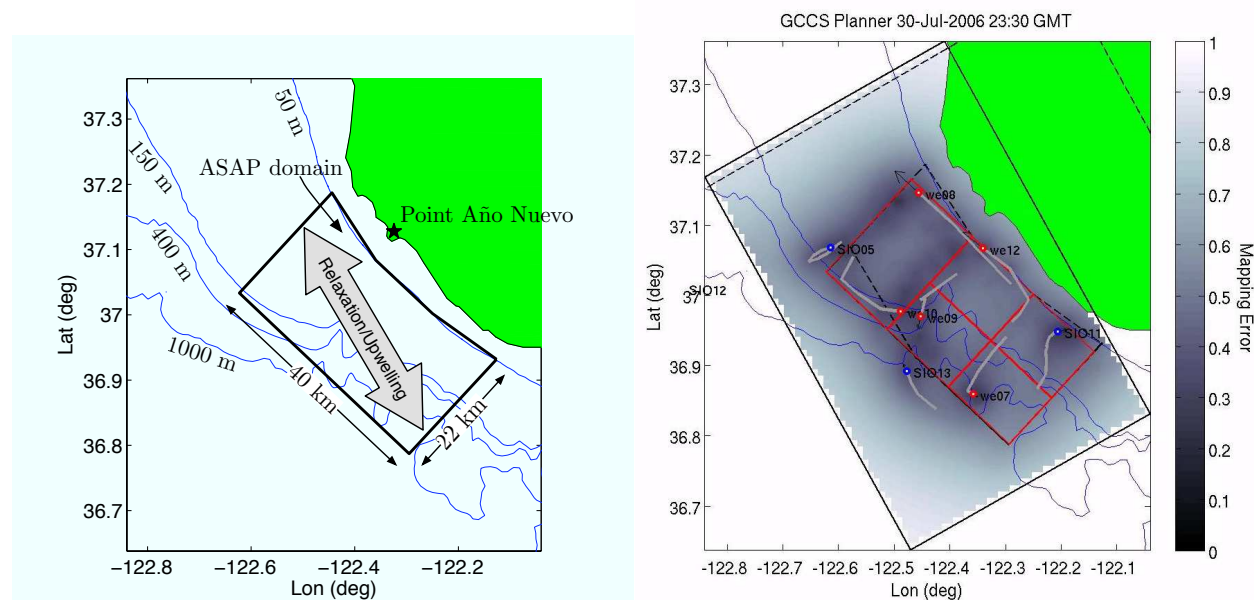 50 m
150 m
ASAP domain
Point Año Nuevo
400 m
Relaxation/Upwelling
1000 m
40 km
22 km
37.3
37.2
37.1
37
36.9
36.8
36.7
Lat (deg)
−122.8
−122.6
−122.4
−122.2
Lon (deg)
GCCS Planner 30-Jul-2006 23:30 GMT
37.3
37.2
37.1
37
36.9
36.8
36.7
Lat (deg)
we08
SIO05
we12
SIO12
we10
we09
SIO11
SIO13
we07
-122.8
-122.7
-122.6
-122.5
-122.4
-122.3
-122.2
-122.1
Lon (deg)
1
0.9
0.8
0.7
0.6
0.5
0.4
0.3
0.2
0.1
0
Mapping Error